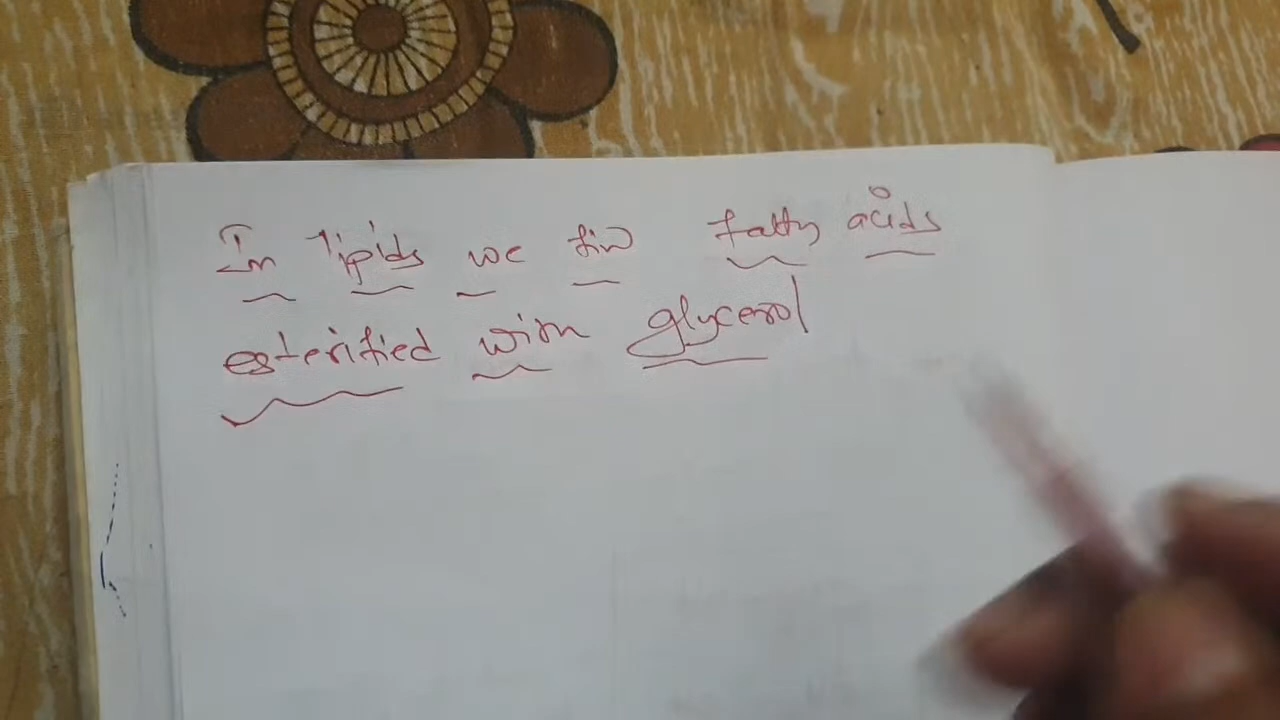 In lipids we find fatty acids
esterified with glycerol